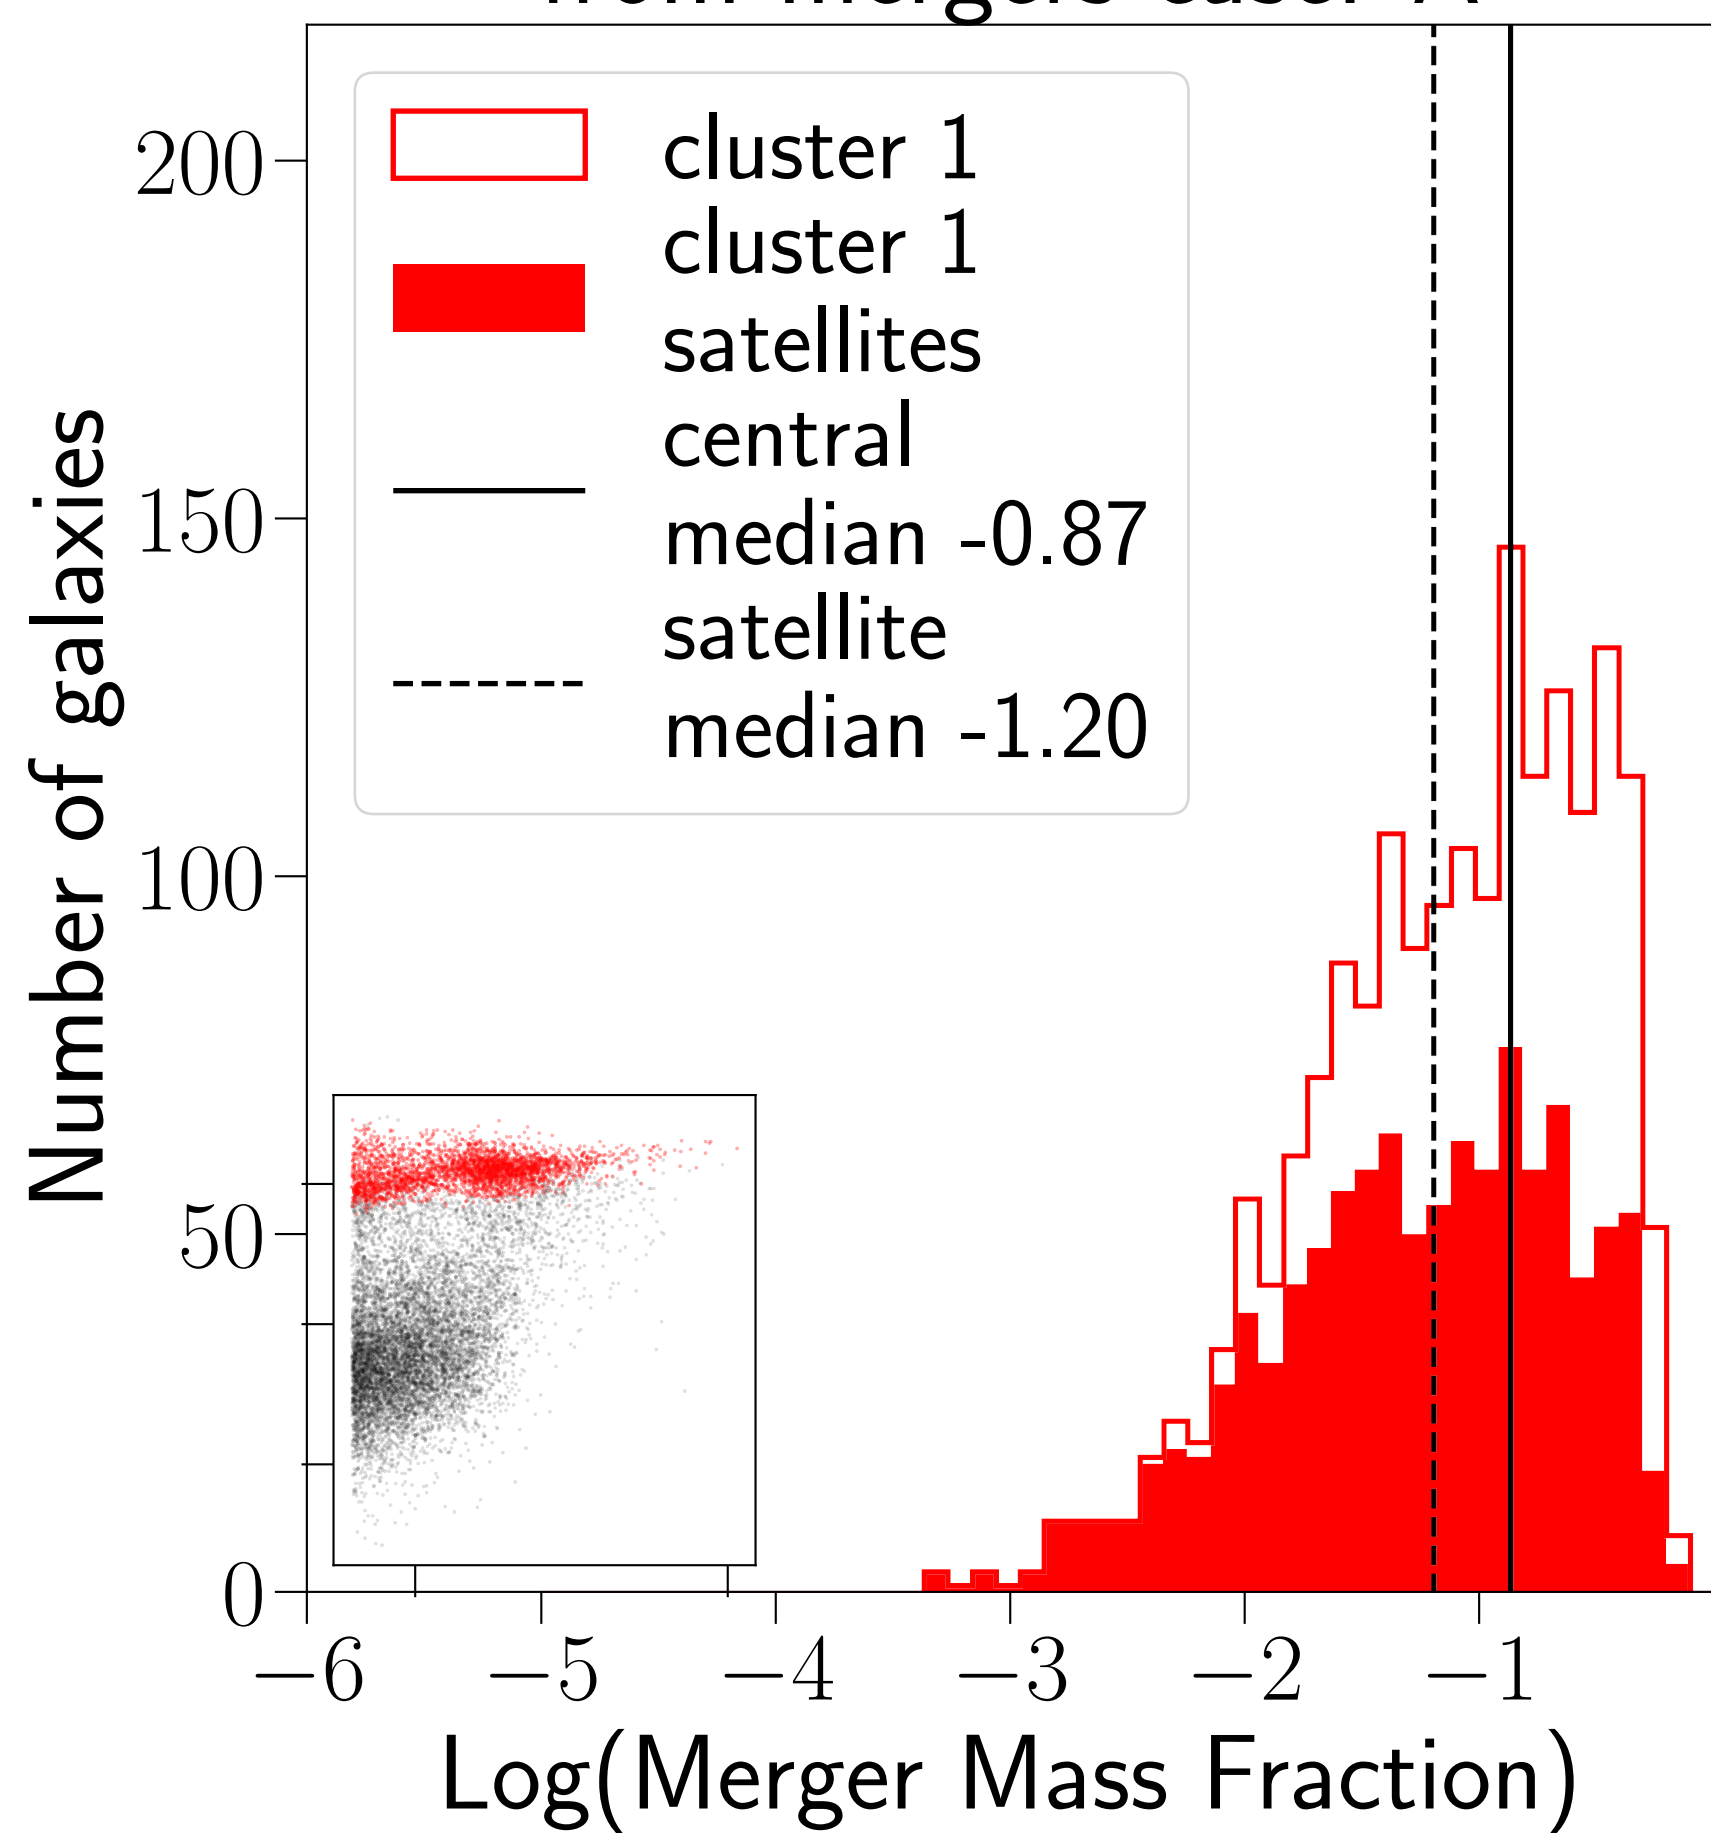 cluster 1
cluster 1
satellites
central
median -0.87
satellite
median -1.20
Number of galaxies
200
150
100
50
0
−6 −5 −4 −3 −2 −1
Log(Merger Mass Fraction)